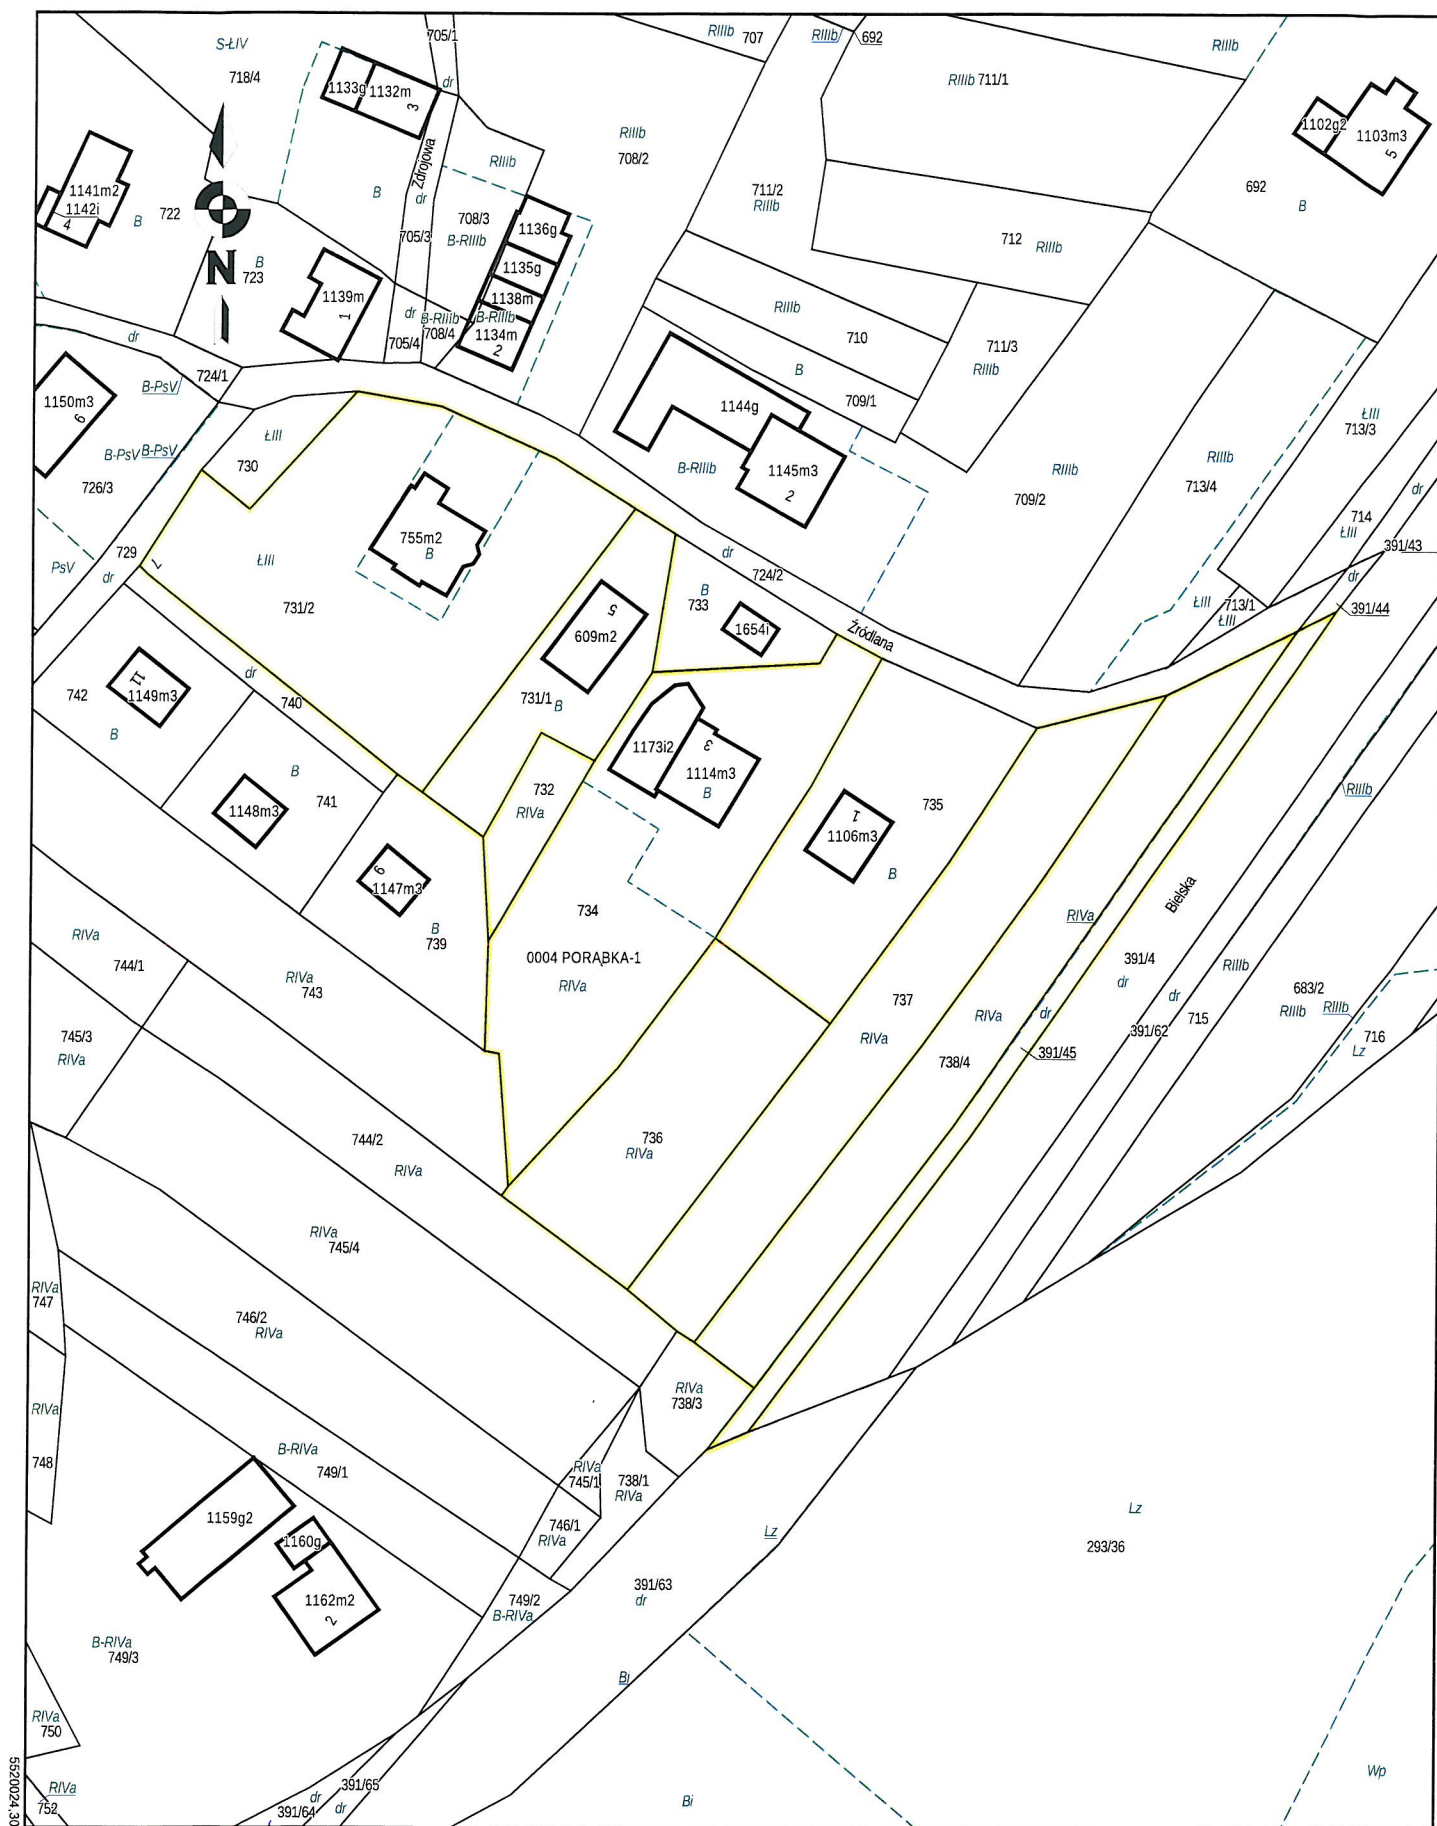 705/1
RIIIb 707
RIIIb/ 692
RIIIb
S-ŁIV
718/4
dr
1133g 1132m
3
RIIIb 711/1
1102g2
1103m3
5
RIIIb
708/2
Zdrojowa
RIIIb
1141m2
1142i
4
B
722
B
dr
711/2
RIIIb
692
B
708/3
B-RIIIb
1136g
705/3
712
RIIIb
N
B
723
1135g
1139m
1
1138m
dr
B-RIIIb
708/4
B-RIIIb
1134m
2
705/4
RIIIb
710
711/3
RIIIb
dr
724/1
B-PsV/
B
709/1
1150m3
6
1144g
ŁIII
713/3
ŁIII
730
B-PsV
B-PsV
726/3
B-RIIIb
1145m3
2
RIIIb
709/2
RIIIb
713/4
dr
714
ŁIII
391/43
755m2
B
729
dr
PsV
7
ŁIII
731/2
dr
724/2
dr
391/44
B
733
1654i
5
609m2
Źródlana
ŁIII
713/1
ŁIII
11
1149m3
742
B
dr
740
731/1
B
1173i2
3
1114m3
B
B
741
1148m3
732
RIVa
735
1
1106m3
B
RIIIb
9
1147m3
B
739
734
0004 PORĄBKA-1
RIVa
RIVa
Bielska
RIVa
744/1
RIVa
743
391/4
dr
RIIIb
dr
683/2
RIIIb
RIIIb
737
RIVa
RIVa
dr
738/4
391/45
391/62
715
716
Lz
745/3
RIVa
744/2
RIVa
736
RIVa
RIVa
745/4
RIVa
747
746/2
RIVa
RIVa
738/3
RIVa
748
B-RIVa
749/1
RIVa
745/1
738/1
RIVa
1159g2
1160g
746/1
RIVa
Lz
Lz
293/36
1162m2
2
749/2
B-RIVa
391/63
dr
B-RIVa
749/3
Bi
RIVa
750
RIVa
752
391/65
dr
dr
391/64
Bi
Wp
5520024,30